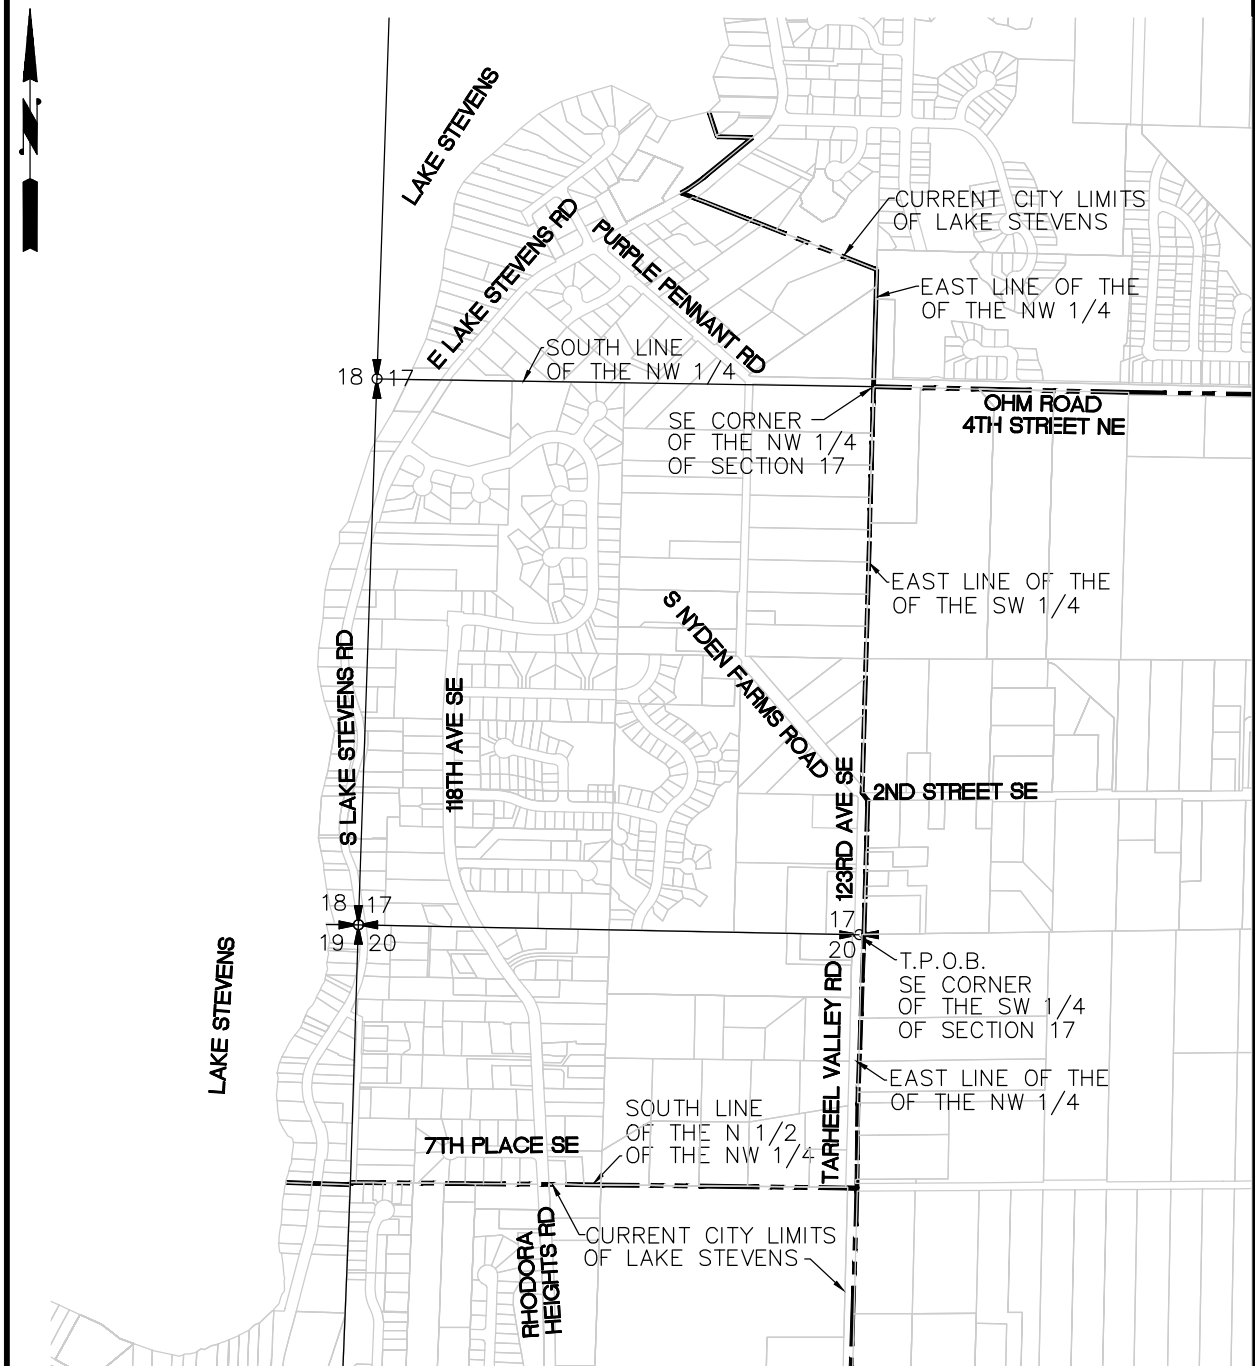 N
LAKE STEVENS
CURRENT CITY LIMITS
OF LAKE STEVENS
E LAKE STEVENS RD
PURPLE PENNANT RD
EAST LINE OF THE
OF THE NW 1/4
SOUTH LINE
OF THE NW 1/4
18 17
OHM ROAD
4TH STREET NE
SE CORNER
OF THE NW 1/4
OF SECTION 17
EAST LINE OF THE
OF THE SW 1/4
S NYDEN FARMS ROAD
S LAKE STEVENS RD
118TH AVE SE
123RD AVE SE
2ND STREET SE
18 17
19 20
17
20
T.P.O.B.
SE CORNER
OF THE SW 1/4
OF SECTION 17
LAKE STEVENS
TARHEEL VALLEY RD
EAST LINE OF THE
OF THE NW 1/4
SOUTH LINE
OF THE N 1/2
OF THE NW 1/4
7TH PLACE SE
RHODORA
HEIGHTS RD
CURRENT CITY LIMITS
OF LAKE STEVENS